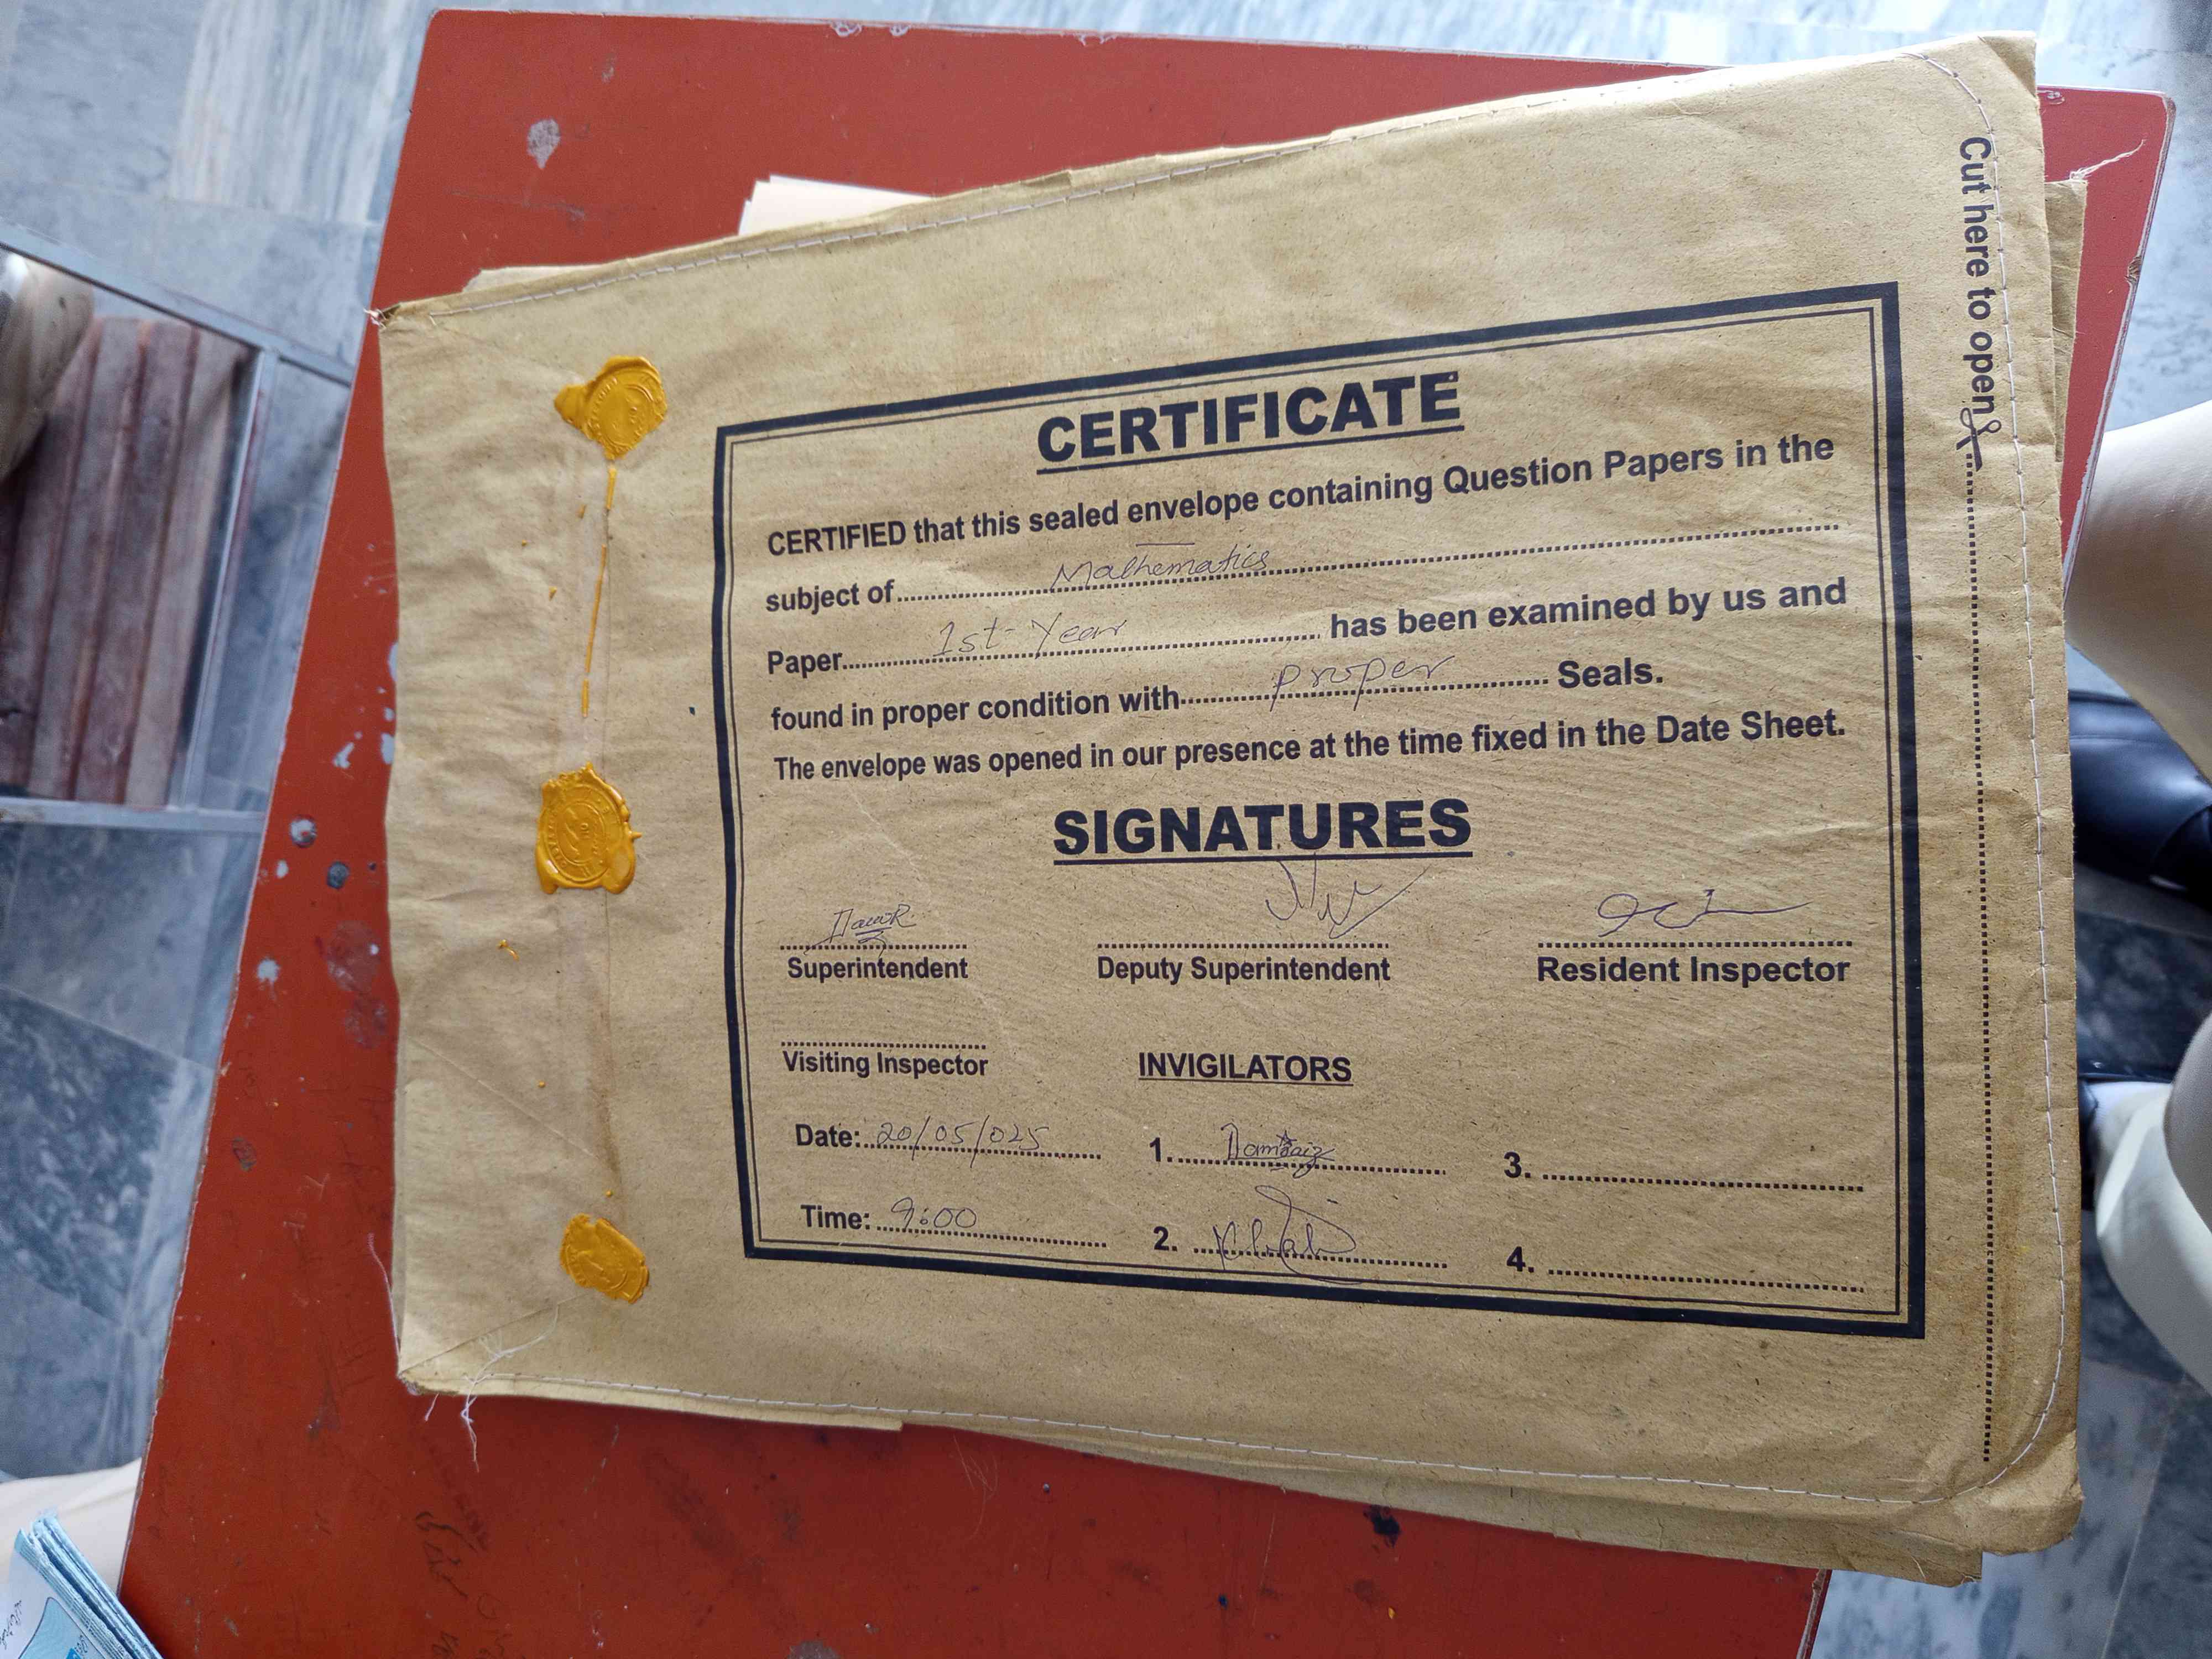 Cut here to open
CERTIFICATE
CERTIFIED that this sealed envelope containing Question Papers in the
subject of Mathematics
Paper 1st-Year has been examined by us and
found in proper condition with proper Seals.
The envelope was opened in our presence at the time fixed in the Date Sheet.
SIGNATURES
Superintendent Deputy Superintendent Resident Inspector
Visiting Inspector INVIGILATORS
Date: 20/05/025 1. 3.
Time: 9:00 2. 4.